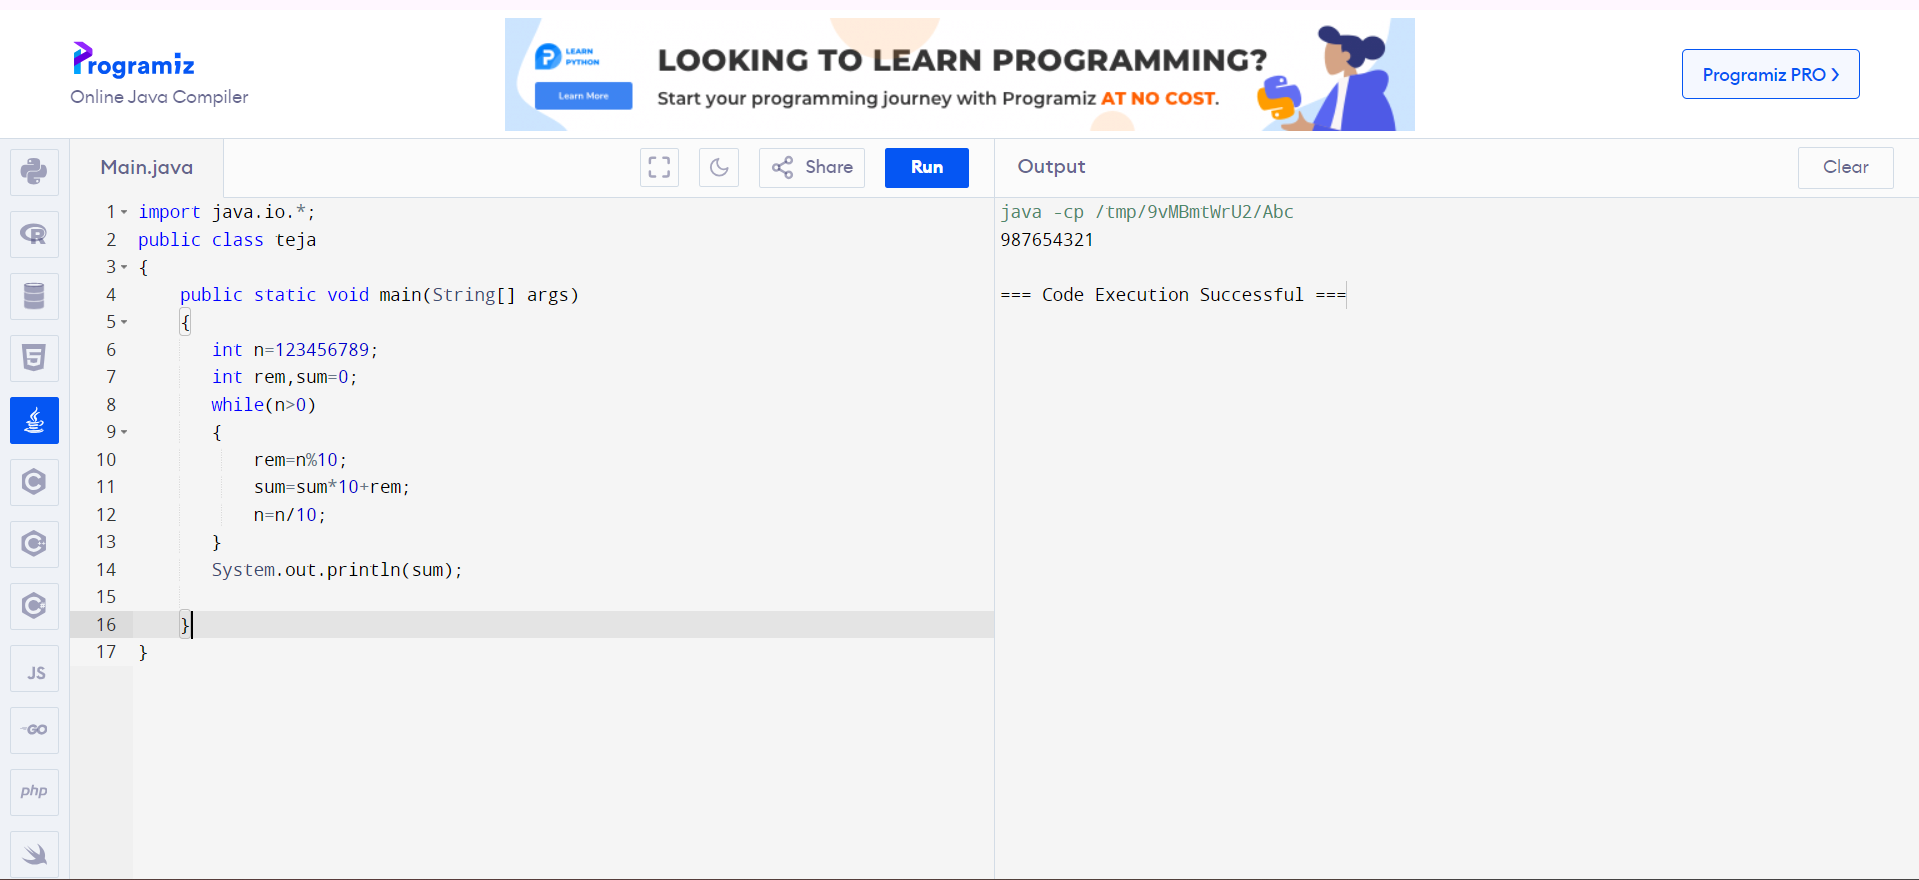 Programiz
Online Java Compiler
LEARN
PYTHON
Learn More
LOOKING TO LEARN PROGRAMMING?
Start your programming journey with Programiz AT NO COST.
Programiz PRO
Main.java
Share
Run
Output
Clear
1 import java.io.*;
2 public class teja
3 {
4     public static void main(String[] args)
5     {
6        int n=123456789;
7        int rem,sum=0;
8        while(n>0)
9        {
10            rem=n%10;
11            sum=sum*10+rem;
12            n=n/10;
13        }
14        System.out.println(sum);
15
16     }
17 }
java -cp /tmp/9vMBmtWrU2/Abc
987654321
=== Code Execution Successful ===
R
5
C
C
C
JS
GO
php